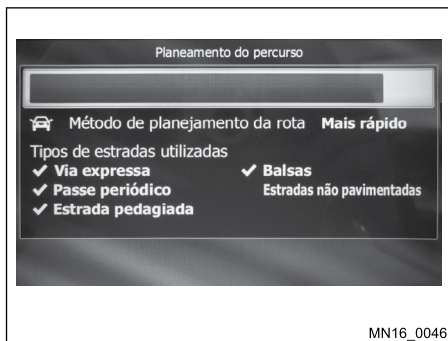 Planeamento do percurso
Método de planejamento da rota Mais rápido
Tipos de estradas utilizadas
Via expressa
Balsas
Passe periódico
Estradas não pavimentadas
Estrada pedagiada
MN16_0046